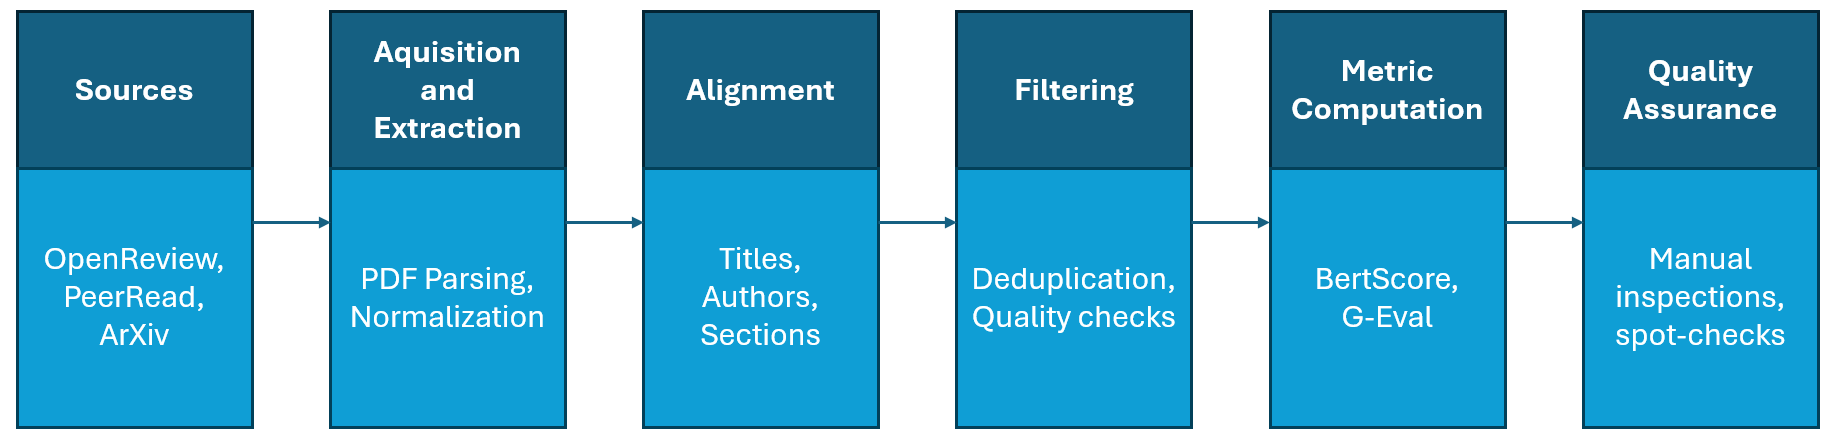 Sources
OpenReview,
PeerRead,
ArXiv
Aquisition
and
Extraction
PDF Parsing,
Normalization
Alignment
Titles,
Authors,
Sections
Filtering
Deduplication,
Quality checks
Metric
Computation
BertScore,
G-Eval
Quality
Assurance
Manual
inspections,
spot-checks